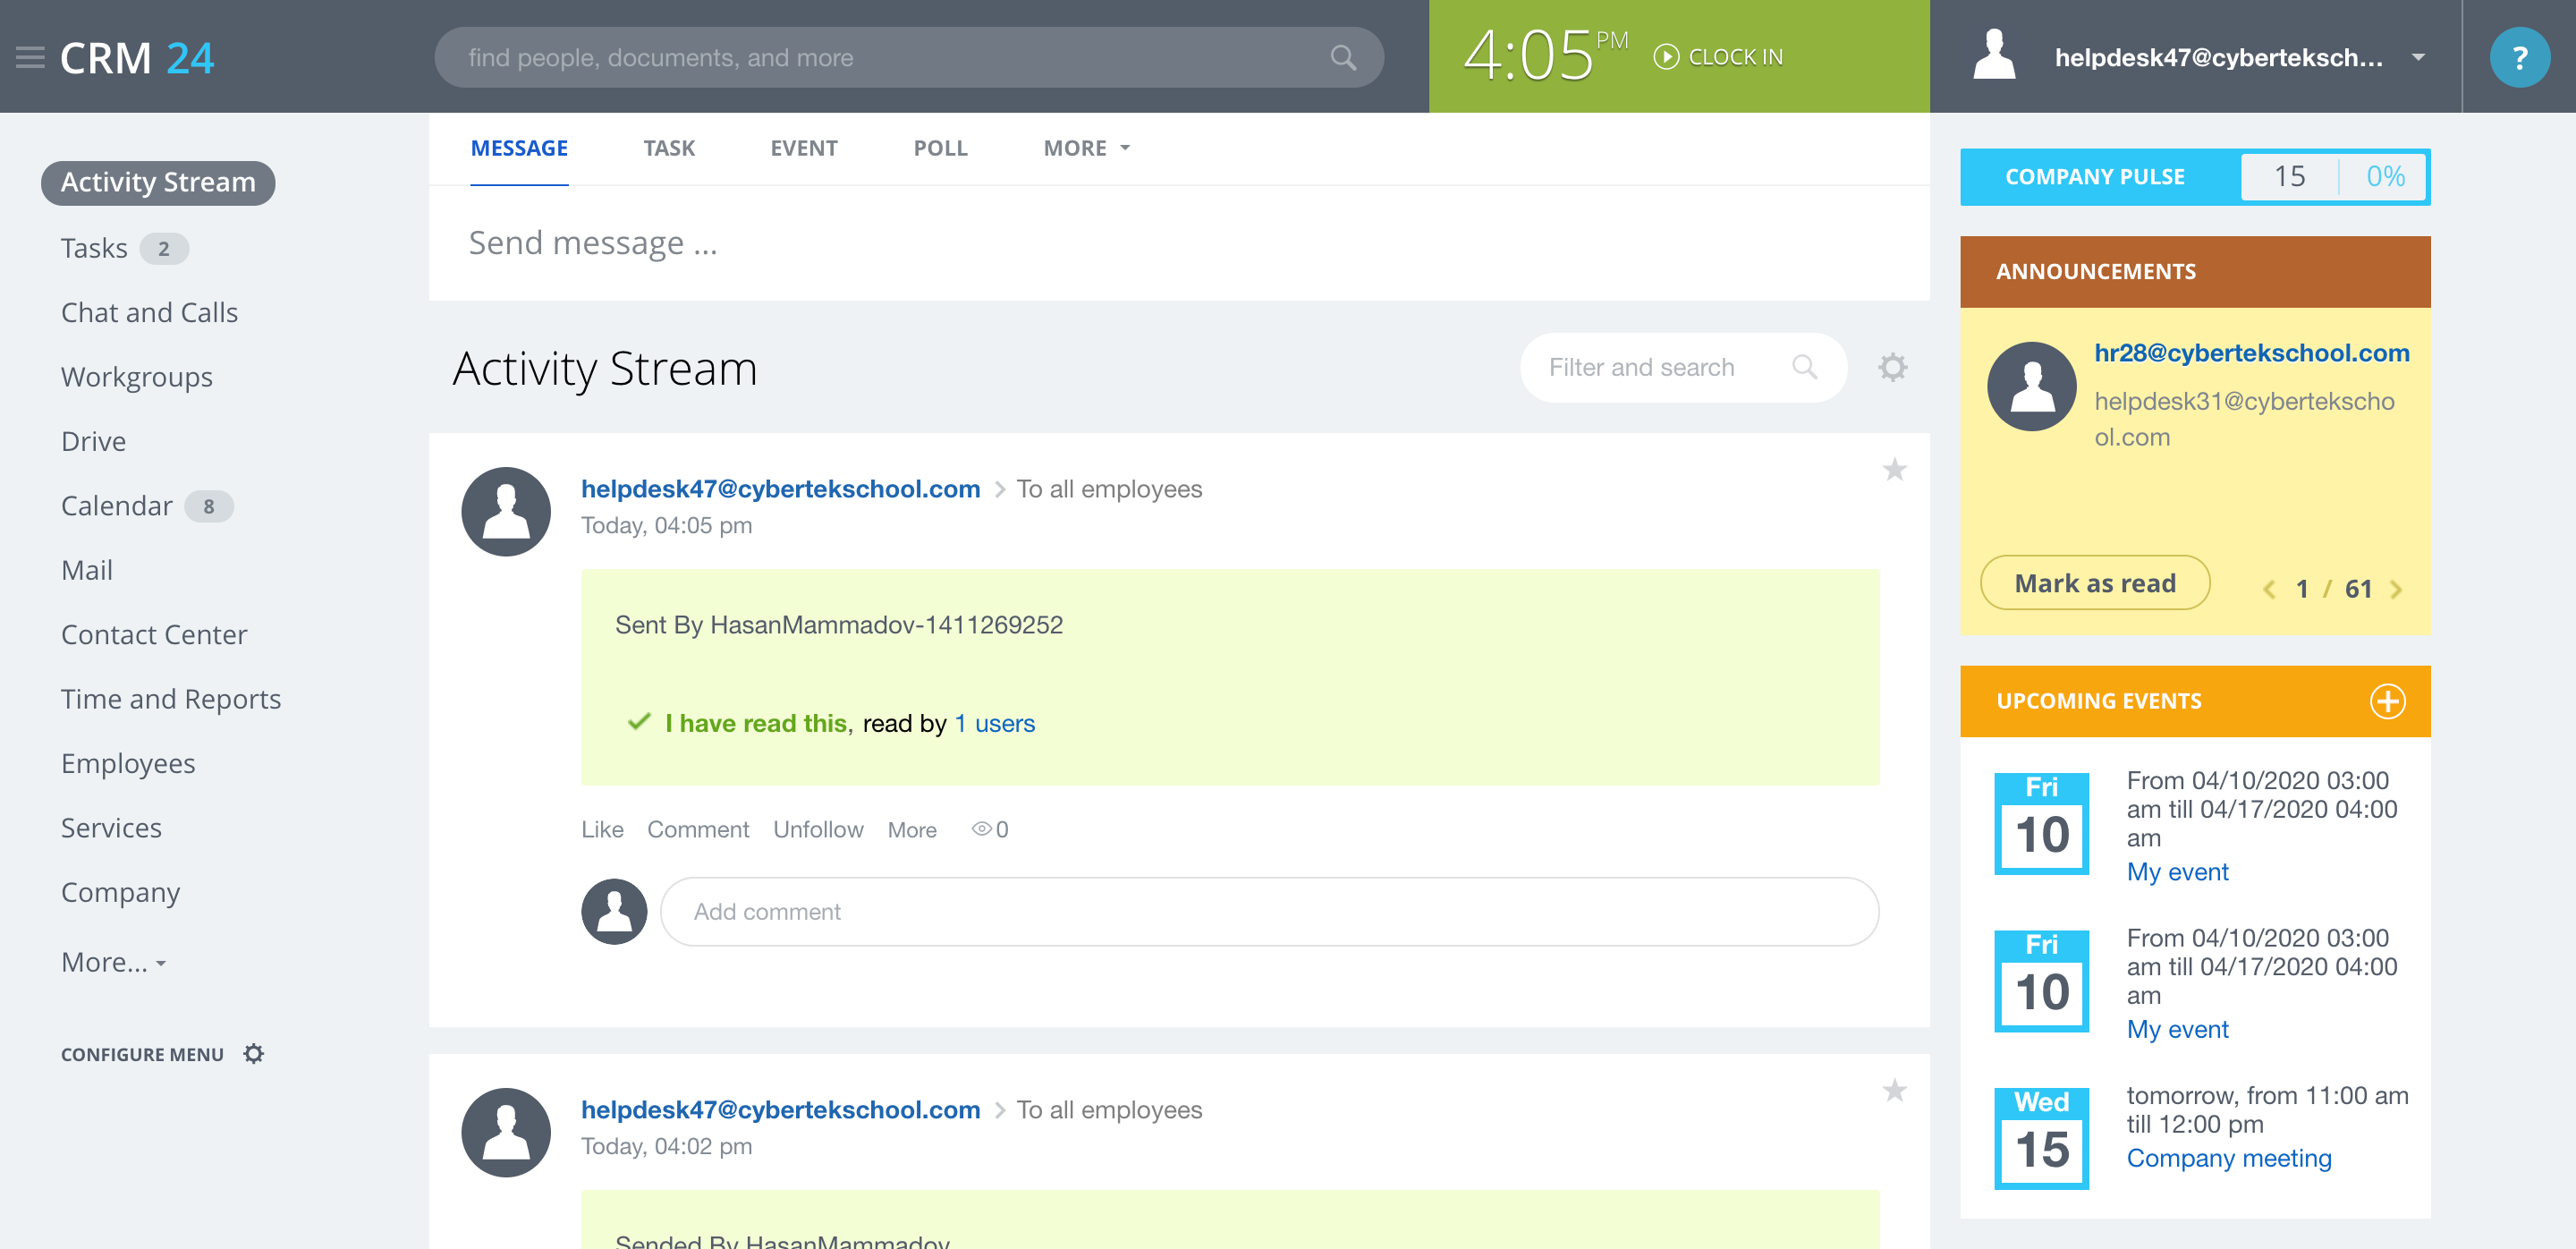 CRM 24
find people, documents, and more
4:05 PM
CLOCK IN
helpdesk47@cyberteksch...
?
Activity Stream
Tasks 2
Chat and Calls
Workgroups
Drive
Calendar 8
Mail
Contact Center
Time and Reports
Employees
Services
Company
More...
CONFIGURE MENU
MESSAGE TASK EVENT POLL MORE
Send message ...
Activity Stream
Filter and search
helpdesk47@cybertekschool.com > To all employees
Today, 04:05 pm
Sent By HasanMammadov-1411269252
I have read this, read by 1 users
Like Comment Unfollow More 0
Add comment
helpdesk47@cybertekschool.com > To all employees
Today, 04:02 pm
Sended By HasanMammadov
COMPANY PULSE 15 0%
ANNOUNCEMENTS
hr28@cybertekschool.com
helpdesk31@cybertekscho
ol.com
Mark as read
1 / 61
UPCOMING EVENTS
Fri
10
From 04/10/2020 03:00
am till 04/17/2020 04:00
am
My event
Fri
10
From 04/10/2020 03:00
am till 04/17/2020 04:00
am
My event
Wed
15
tomorrow, from 11:00 am
till 12:00 pm
Company meeting